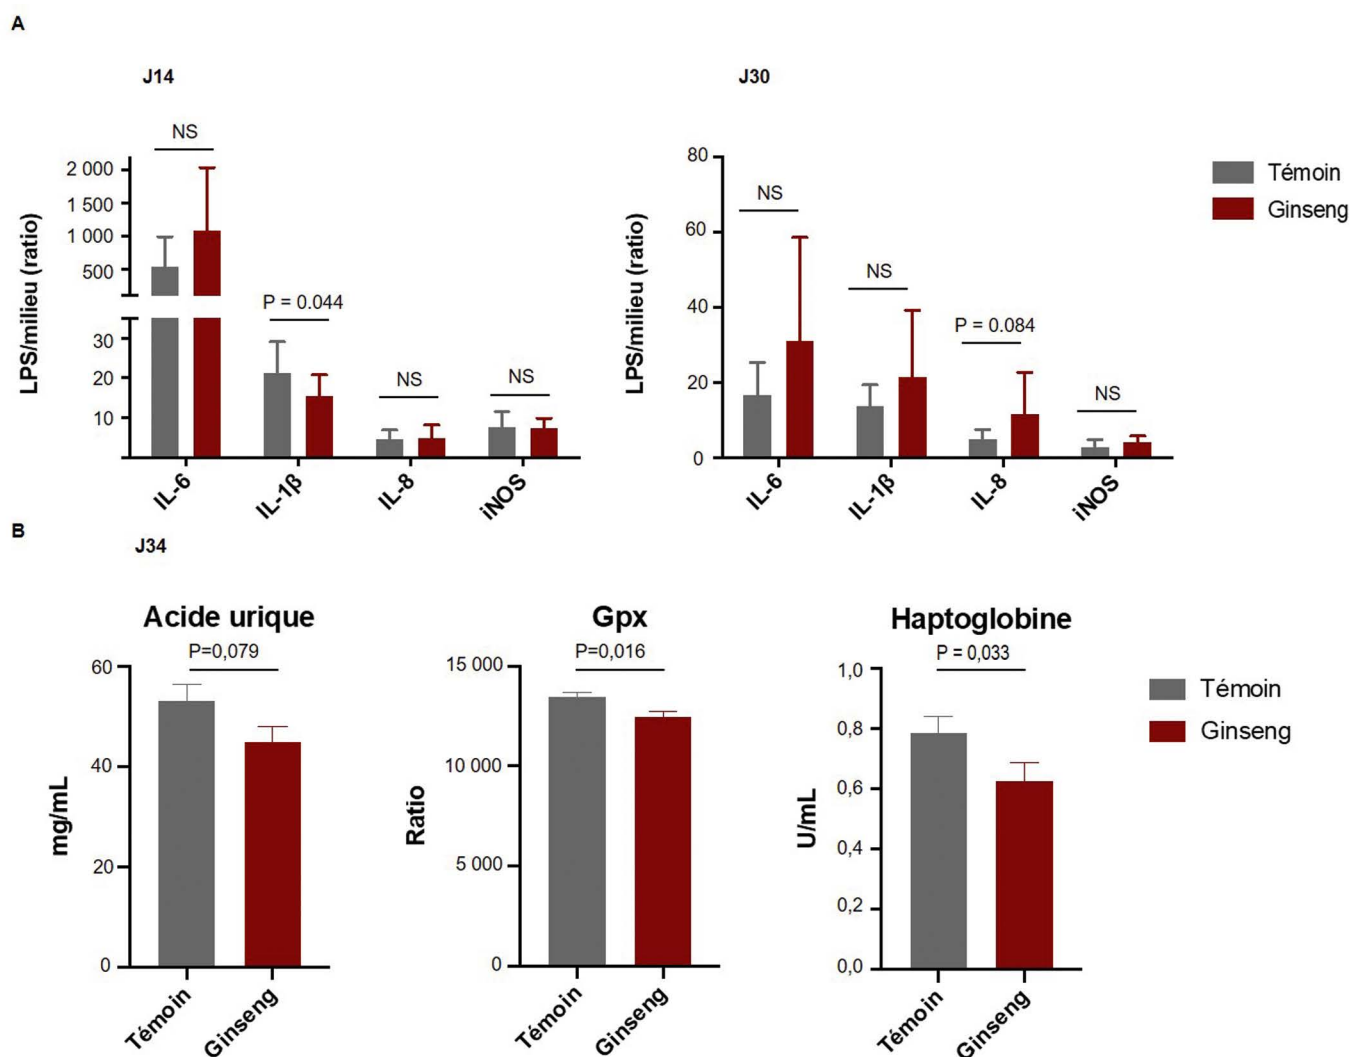 A
J14
NS
2 000
1 500
1 000
500
30
20
10
LPS/milieu (ratio)
P = 0.044
NS
NS
IL-6
IL-1β
IL-8
iNOS
J30
80
60
40
20
0
LPS/milieu (ratio)
NS
NS
P = 0.084
NS
IL-6
IL-1β
IL-8
iNOS
Témoin
Ginseng
B
J34
Acide urique
P=0,079
60
40
20
0
mg/mL
Témoin
Ginseng
Gpx
P=0,016
15 000
10 000
5 000
0
Ratio
Témoin
Ginseng
Haptoglobine
P = 0,033
1,0
0,8
0,6
0,4
0,2
0,0
U/mL
Témoin
Ginseng
Témoin
Ginseng